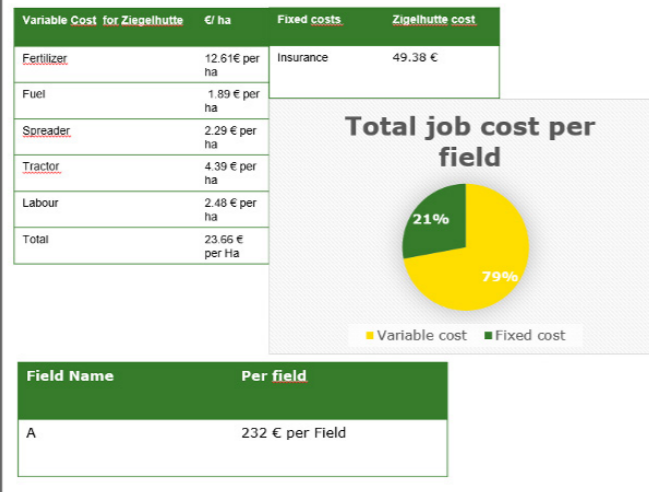 Variable Cost for Ziegelhutte €/ ha
Fertilizer 12.61€ per
ha
Fuel 1.89 € per
ha
Spreader 2.29 € per
ha
Tractor 4.39 € per
ha
Labour 2.48 € per
ha
Total 23.66 €
per Ha
Fixed costs Zigelhutte cost
Insurance 49.38 €
Total job cost per
field
21%
79%
Variable cost Fixed cost
Field Name Per field
A 232 € per Field